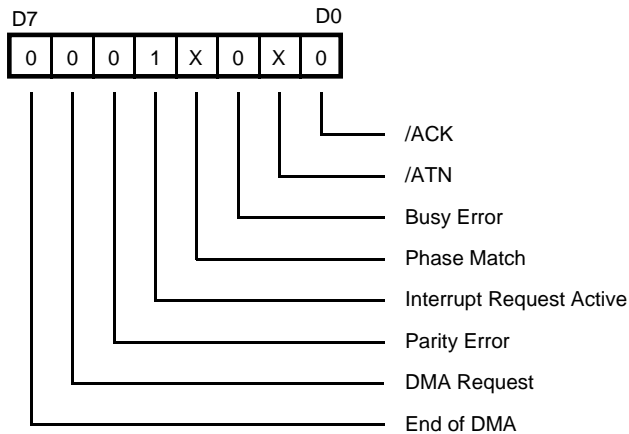 D7 D0
0 0 0 1 X 0 X 0
/ACK
/ATN
Busy Error
Phase Match
Interrupt Request Active
Parity Error
DMA Request
End of DMA